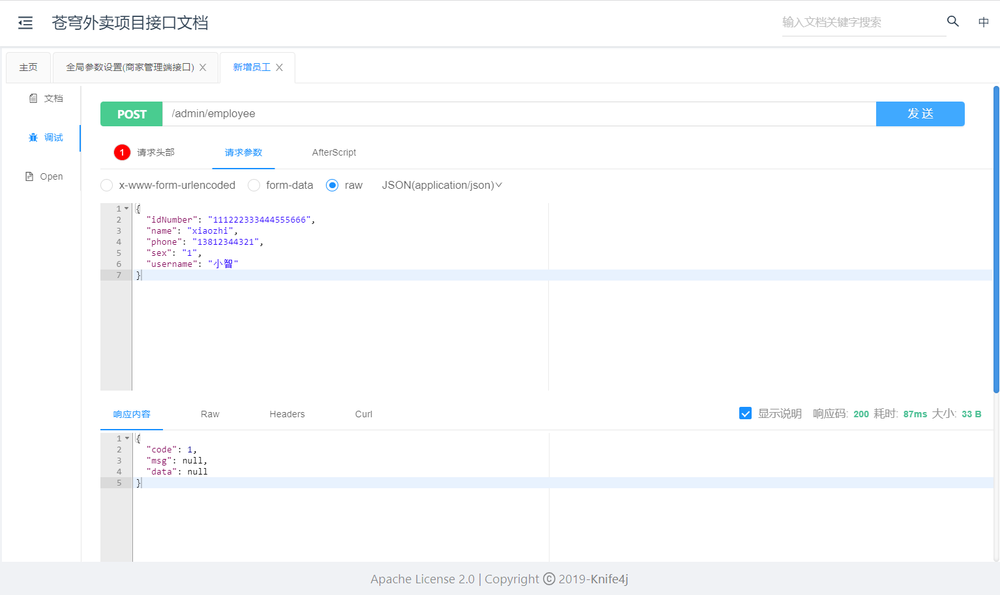 苍穹外卖项目接口文档
输入文档关键字搜索
中
主页
全局参数设置(商家管理端接口)
新增员工
文档
调试
Open
POST /admin/employee 发 送
1 请求头部 请求参数 AfterScript
x-www-form-urlencoded form-data raw JSON(application/json)
1 {
2 "idNumber": "111222333444555666",
3 "name": "xiaozhi",
4 "phone": "13812344321",
5 "sex": "1",
6 "username": "小智"
7 }
响应内容 Raw Headers Curl 显示说明 响应码: 200 耗时: 87ms 大小: 33 B
1 {
2 "code": 1,
3 "msg": null,
4 "data": null
5 }
Apache License 2.0 | Copyright © 2019-Knife4j